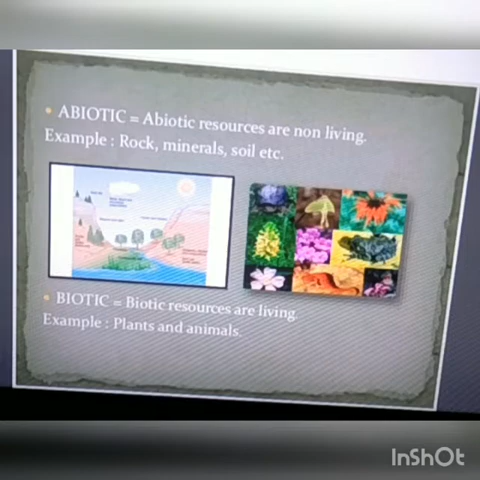 • ABIOTIC = Abiotic resources are non living.
Example : Rock, minerals, soil etc.
• BIOTIC = Biotic resources are living.
Example : Plants and animals.
InShOt